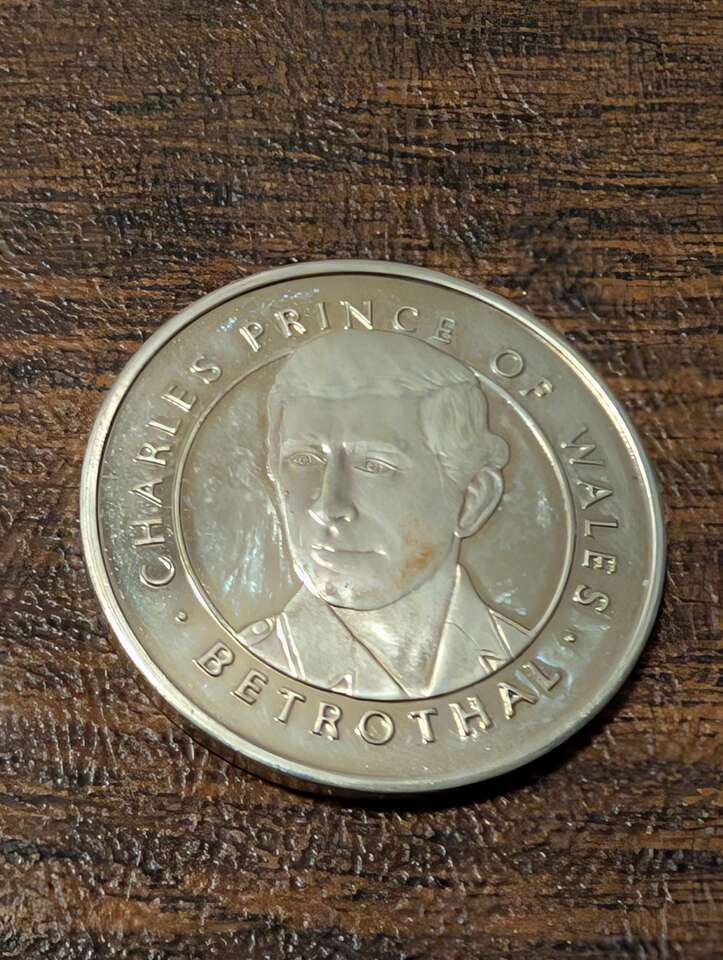 CHARLES PRINCE OF WALES
· BETROTHAL ·